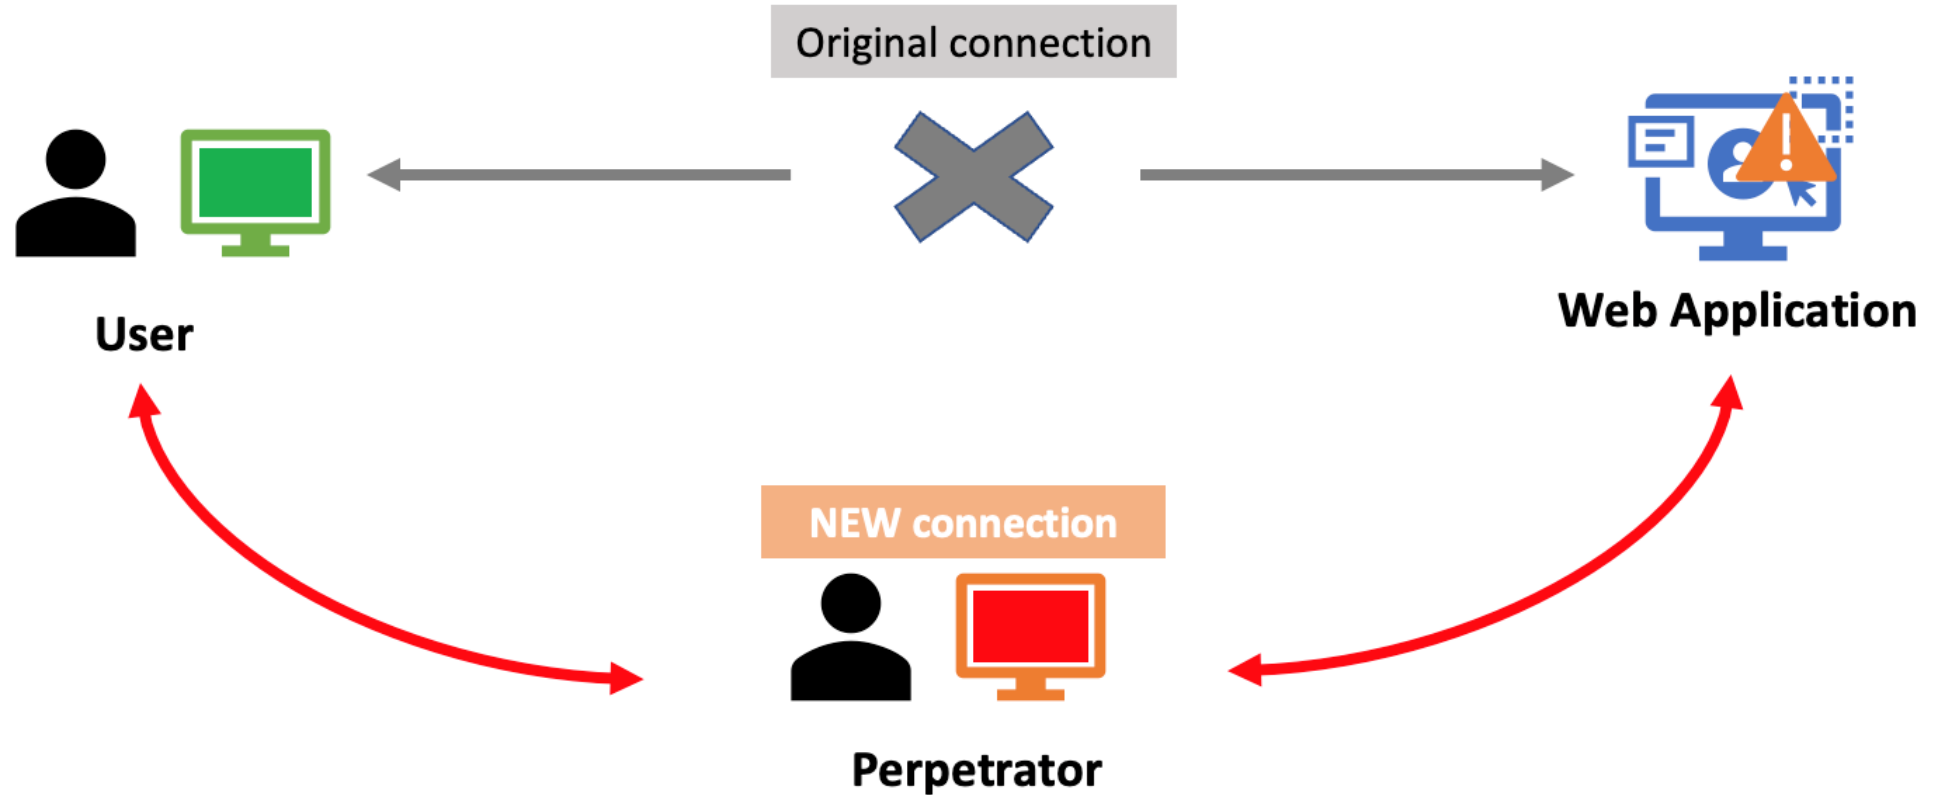 Original connection
User
Web Application
NEW connection
Perpetrator